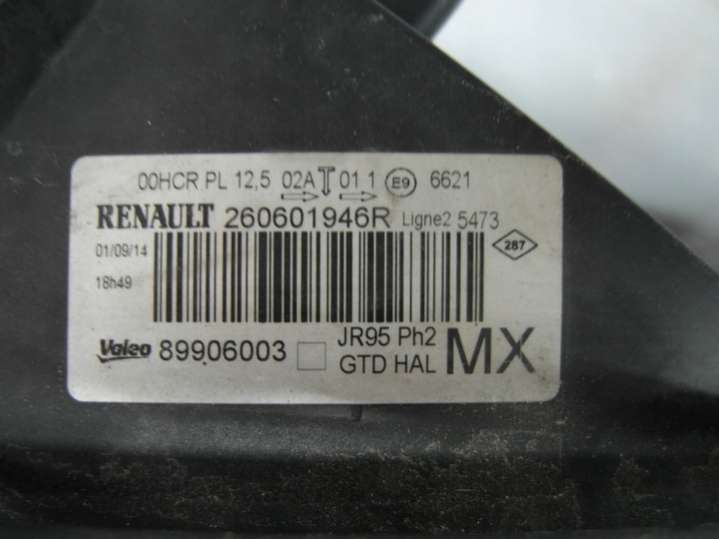 00HCR PL 12,5 02A 01 1 E9 6621
RENAULT 260601946R Ligne2 5473
01/09/14
287
18h49
Valeo 89906003
JR95 Ph2
GTD HAL
MX